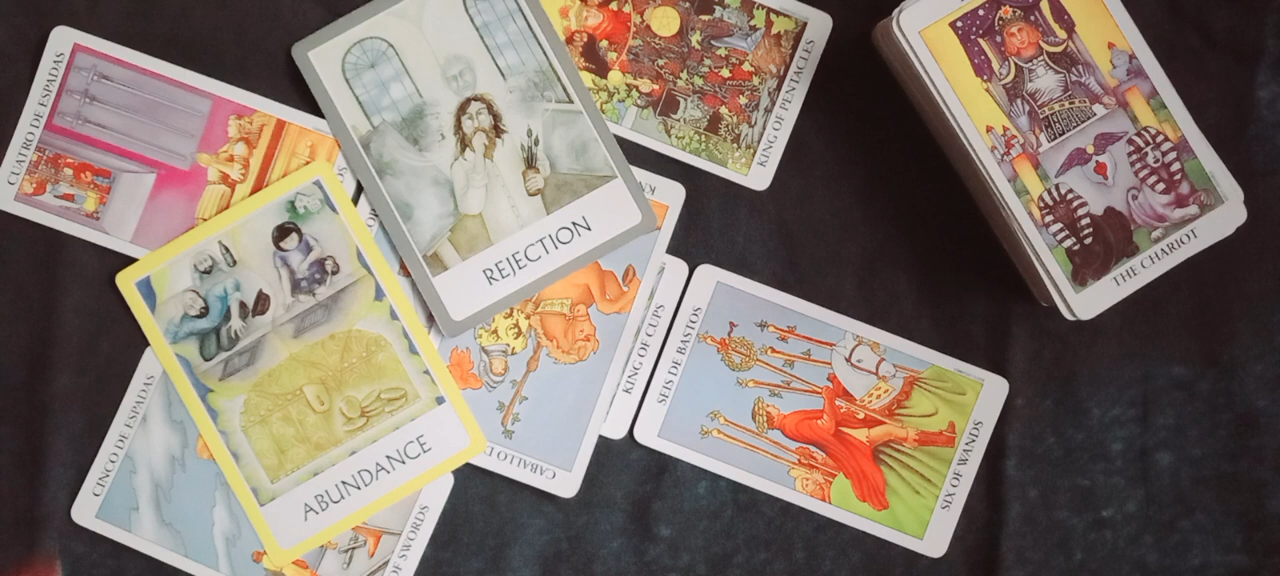 CUATRO DE ESPADAS
REJECTION
KING OF PENTACLES
THE CHARIOT
KN
ABUNDANCE
CINCO DE ESPADAS
OF SWORDS
CABALLO D
KING OF CUPS
SEIS DE BASTOS
SIX OF WANDS